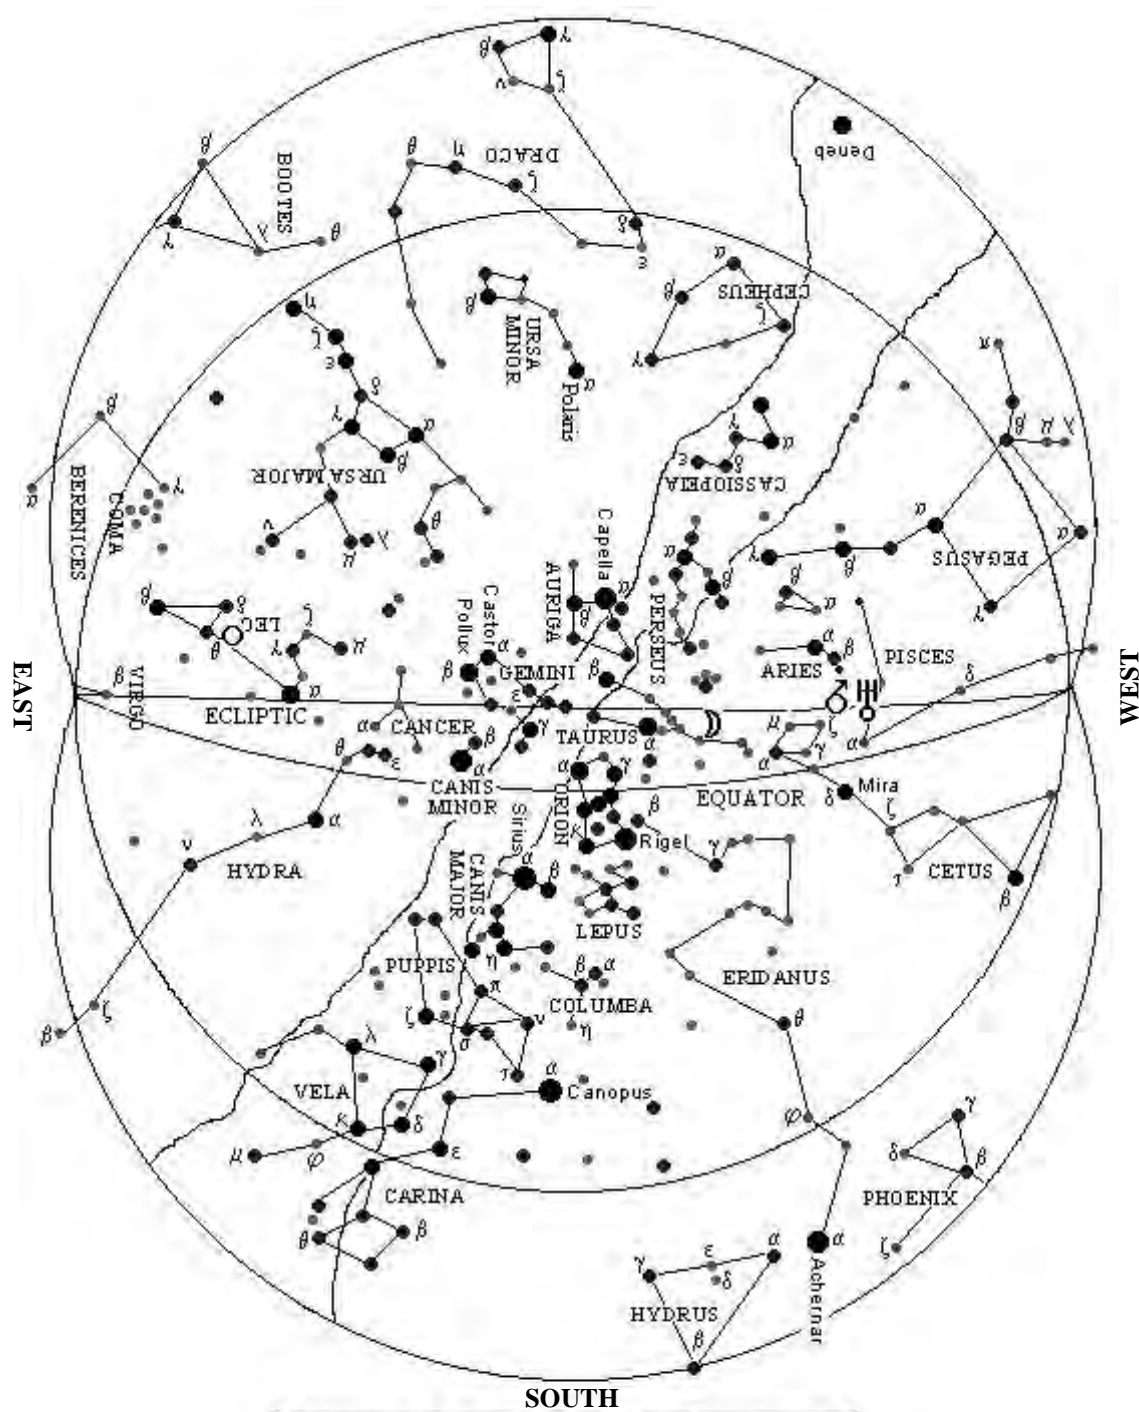 γ
β
ν
ζ
Deneb
DRACO
θ
η
ζ
β
BOOTES
γ
λ
θ
δ
ε
α
CEPHEUS
β
ζ
γ
β
URSA MINOR
α
Polaris
η
ζ
ε
δ
γ
α
β
URSA MAJOR
ν
μ
λ
θ
π
β
μ
λ
α
γ
δ
ε
CASSIOPEIA
β
γ
α
COMA
BERENICES
Capella
α
β
AURIGA
α
β
PERSEUS
γ
β
α
α
PEGASUS
γ
β
δ
LEO
θ
ζ
γ
μ
α
Castor
Pollux
α
β
GEMINI
ε
γ
β
α
ARIES
α
β
PISCES
δ
α
EAST
WEST
β
VIRGO
ECLIPTIC
α
CANCER
TAURUS
α
μ
ζ
γ
α
θ
ε
β
α
CANIS
MINOR
α
γ
ORION
κ
β
Rigel
EQUATOR
δ
Mira
ζ
τ
CETUS
β
λ
α
ν
HYDRA
Sirius
α
β
CANIS
MAJOR
η
γ
LEPUS
PUPPIS
π
ζ
σ
ν
τ
β
α
COLUMBA
η
ERIDANUS
θ
ζ
β
λ
γ
VELA
κ
δ
μ
φ
ε
α
Canopus
φ
γ
δ
β
PHOENIX
ζ
CARINA
θ
β
α
Achernar
γ
ε
δ
α
HYDRUS
β
SOUTH